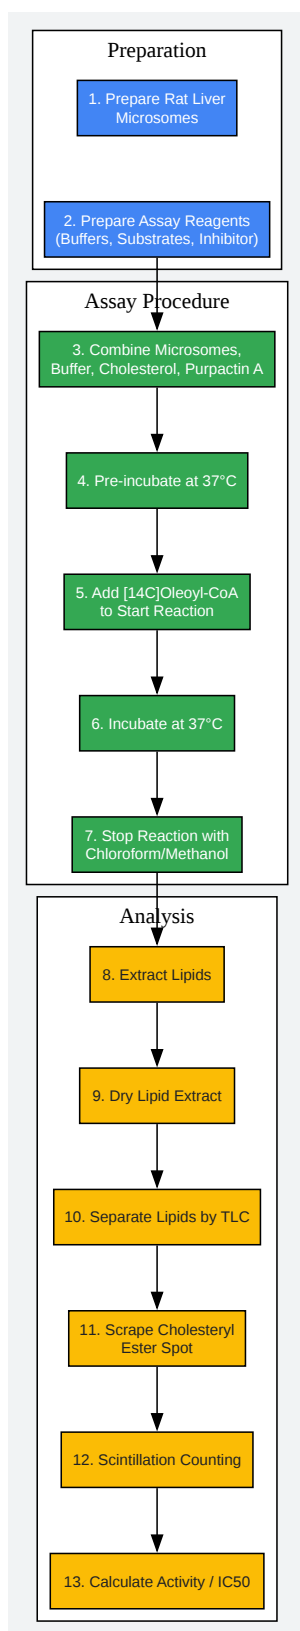 Preparation
1. Prepare Rat Liver
Microsomes
2. Prepare Assay Reagents
(Buffers, Substrates, Inhibitor)
Assay Procedure
3. Combine Microsomes,
Buffer, Cholesterol, Purpactin A
4. Pre-incubate at 37°C
5. Add [14C]Oleoyl-CoA
to Start Reaction
6. Incubate at 37°C
7. Stop Reaction with
Chloroform/Methanol
Analysis
8. Extract Lipids
9. Dry Lipid Extract
10. Separate Lipids by TLC
11. Scrape Cholesteryl
Ester Spot
12. Scintillation Counting
13. Calculate Activity / IC50